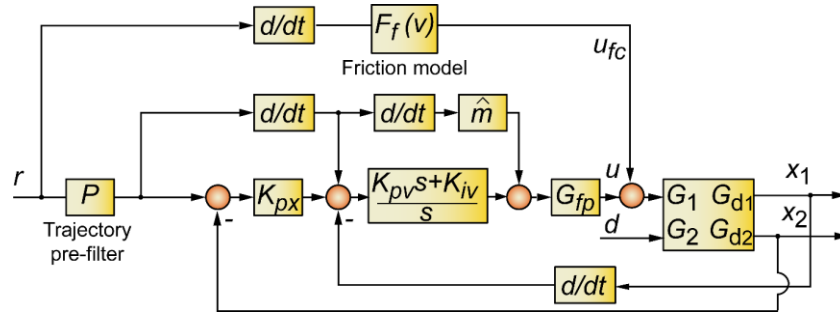 d/dt
F_f(v)
Friction model
u_fc
d/dt
d/dt
m̂
r
P
Trajectory
pre-filter
-
K_px
-
K_pv s+K_iv
s
G_fp
u
d
G_1 G_d1
G_2 G_d2
x_1
x_2
d/dt